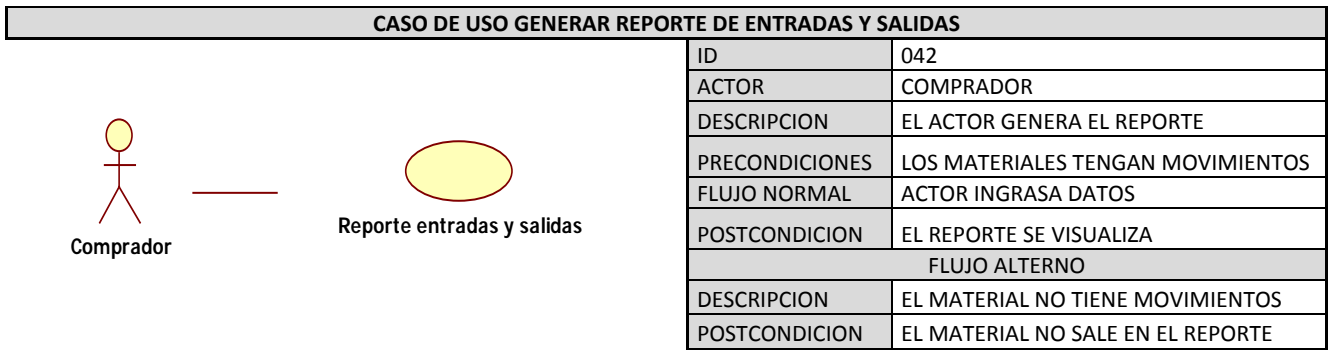 CASO DE USO GENERAR REPORTE DE ENTRADAS Y SALIDAS
ID 042
ACTOR COMPRADOR
DESCRIPCION EL ACTOR GENERA EL REPORTE
PRECONDICIONES LOS MATERIALES TENGAN MOVIMIENTOS
FLUJO NORMAL ACTOR INGRASA DATOS
POSTCONDICION EL REPORTE SE VISUALIZA
FLUJO ALTERNO
DESCRIPCION EL MATERIAL NO TIENE MOVIMIENTOS
POSTCONDICION EL MATERIAL NO SALE EN EL REPORTE
Comprador
Reporte entradas y salidas